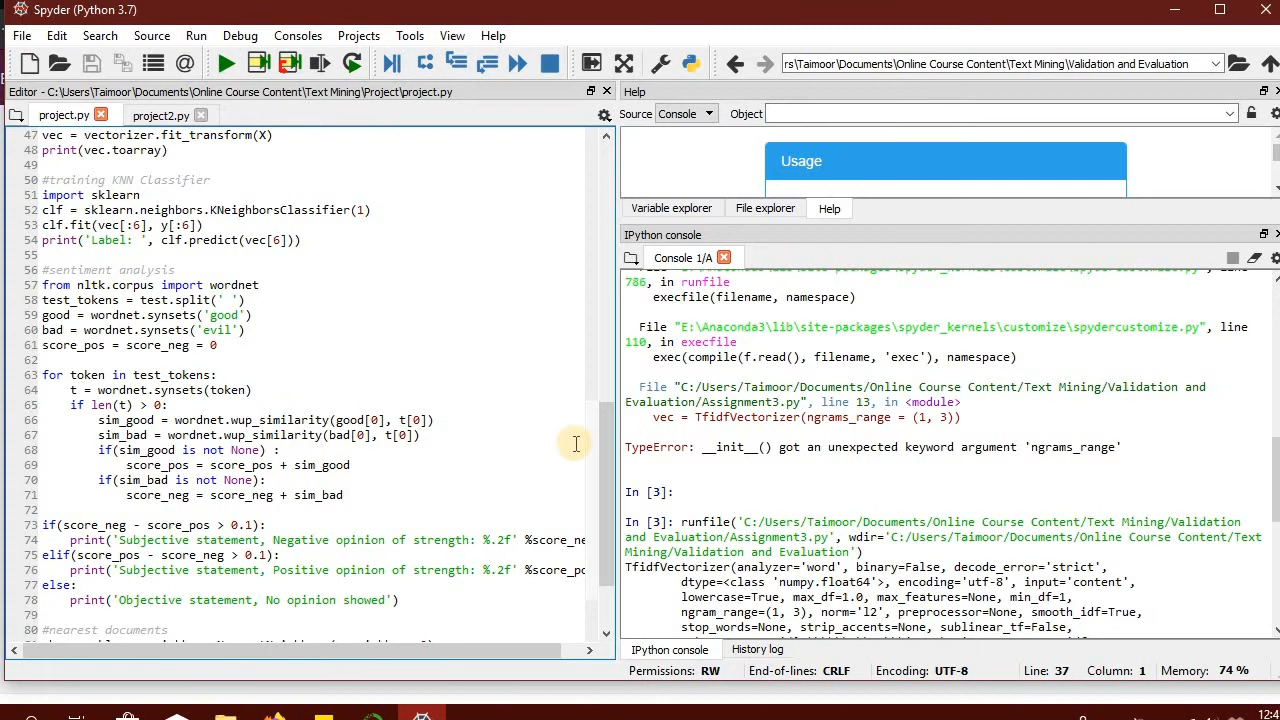 Spyder (Python 3.7)
File Edit Search Source Run Debug Consoles Projects Tools View Help
rs\Taimoor\Documents\Online Course Content\Text Mining\Validation and Evaluation
Editor - C:\Users\Taimoor\Documents\Online Course Content\Text Mining\Project\project.py
project.py project2.py
47 vec = vectorizer.fit_transform(X)
48 print(vec.toarray)
49
50 #training KNN Classifier
51 import sklearn
52 clf = sklearn.neighbors.KNeighborsClassifier(1)
53 clf.fit(vec[:6], y[:6])
54 print('Label: ', clf.predict(vec[6]))
55
56 #sentiment analysis
57 from nltk.corpus import wordnet
58 test_tokens = test.split(' ')
59 good = wordnet.synsets('good')
60 bad = wordnet.synsets('evil')
61 score_pos = score_neg = 0
62
63 for token in test_tokens:
64 t = wordnet.synsets(token)
65 if len(t) > 0:
66 sim_good = wordnet.wup_similarity(good[0], t[0])
67 sim_bad = wordnet.wup_similarity(bad[0], t[0])
68 if(sim_good is not None) :
69 score_pos = score_pos + sim_good
70 if(sim_bad is not None):
71 score_neg = score_neg + sim_bad
72
73 if(score_neg - score_pos > 0.1):
74 print('Subjective statement, Negative opinion of strength: %.2f' %score_ne
75 elif(score_pos - score_neg > 0.1):
76 print('Subjective statement, Positive opinion of strength: %.2f' %score_po
77 else:
78 print('Objective statement, No opinion showed')
79
80 #nearest documents
Help
Source Console Object
Usage
Variable explorer File explorer Help
IPython console
Console 1/A
786, in runfile
execfile(filename, namespace)
File "E:\Anaconda3\lib\site-packages\spyder_kernels\customize\spydercustomize.py", line
110, in execfile
exec(compile(f.read(), filename, 'exec'), namespace)
File "C:/Users/Taimoor/Documents/Online Course Content/Text Mining/Validation and
Evaluation/Assignment3.py", line 13, in <module>
vec = TfidfVectorizer(ngrams_range = (1, 3))
TypeError: __init__() got an unexpected keyword argument 'ngrams_range'
In [3]:
In [3]: runfile('C:/Users/Taimoor/Documents/Online Course Content/Text Mining/Validation
and Evaluation/Assignment3.py', wdir='C:/Users/Taimoor/Documents/Online Course Content/Text
Mining/Validation and Evaluation')
TfidfVectorizer(analyzer='word', binary=False, decode_error='strict',
dtype=<class 'numpy.float64'>, encoding='utf-8', input='content',
lowercase=True, max_df=1.0, max_features=None, min_df=1,
ngram_range=(1, 3), norm='l2', preprocessor=None, smooth_idf=True,
stop_words=None, strip_accents=None, sublinear_tf=False,
IPython console History log
Permissions: RW End-of-lines: CRLF Encoding: UTF-8 Line: 37 Column: 1 Memory: 74 %